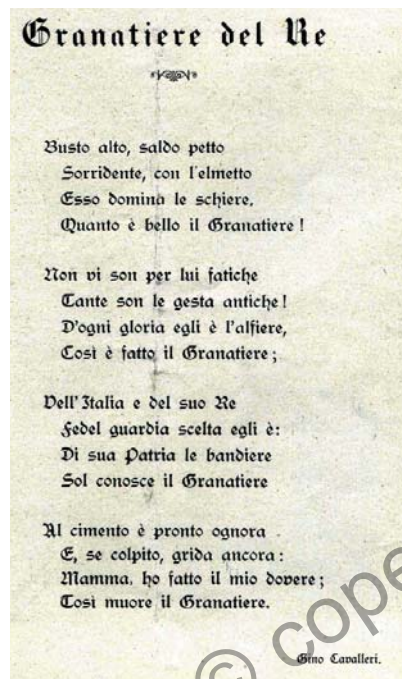 Granatiere del Re
Busto alto, saldo petto
Sorridente, con l'elmetto
Esso domina le schiere.
Quanto è bello il Granatiere !
Non vi son per lui fatiche
Tante son le gesta antiche !
D'ogni gloria egli è l'alfiere,
Così è fatto il Granatiere ;
Dell' Italia e del suo Re
Fedel guardia scelta egli è:
Di sua Patria le bandiere
Sol conosce il Granatiere
Al cimento è pronto ognora
E, se colpito, grida ancora :
Mamma, ho fatto il mio dovere ;
Così muore il Granatiere.
Gino Cavalleri.